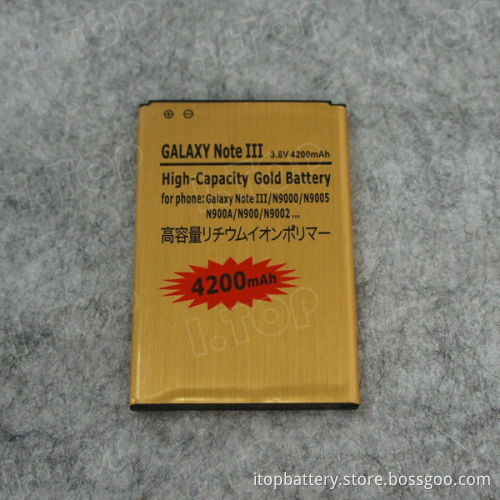 GALAXY Note III 3.8V 4200mAh
High-Capacity Gold Battery
for phone: Galaxy Note III/N9000/N9005
N900A/N900/N9002...
高容量リチウムイオンポリマー
4200mAh
I.TOP
itopbattery.store.bossgoo.com